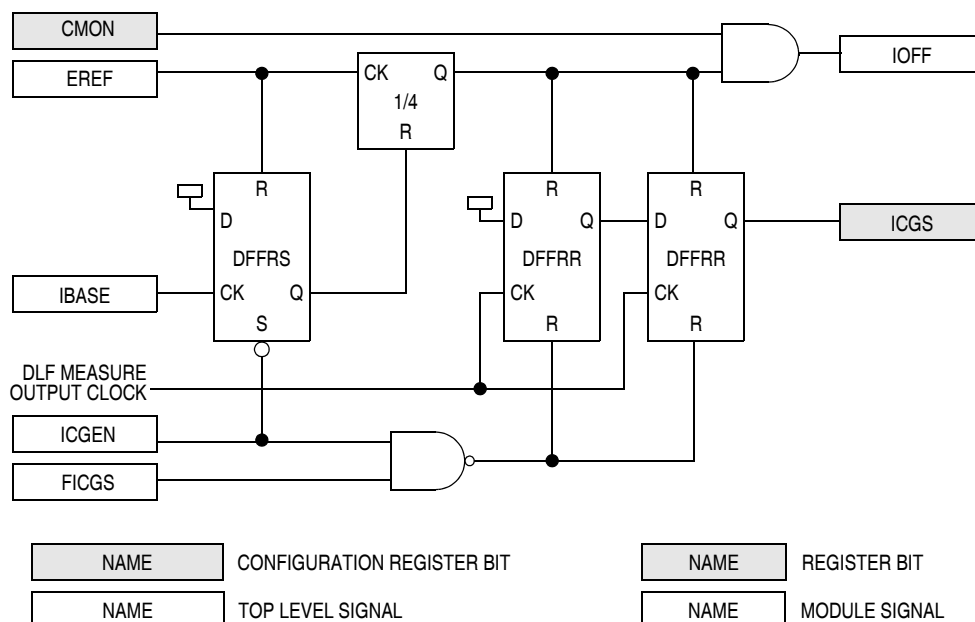 CMON
IOFF
EREF
CK Q
1/4
R
R
R
R
D
D Q
D Q
ICGS
DFFRS
DFFRR
DFFRR
IBASE
CK Q
CK
CK
S
R
R
DLF MEASURE
OUTPUT CLOCK
ICGEN
FICGS
NAME CONFIGURATION REGISTER BIT
NAME REGISTER BIT
NAME TOP LEVEL SIGNAL
NAME MODULE SIGNAL